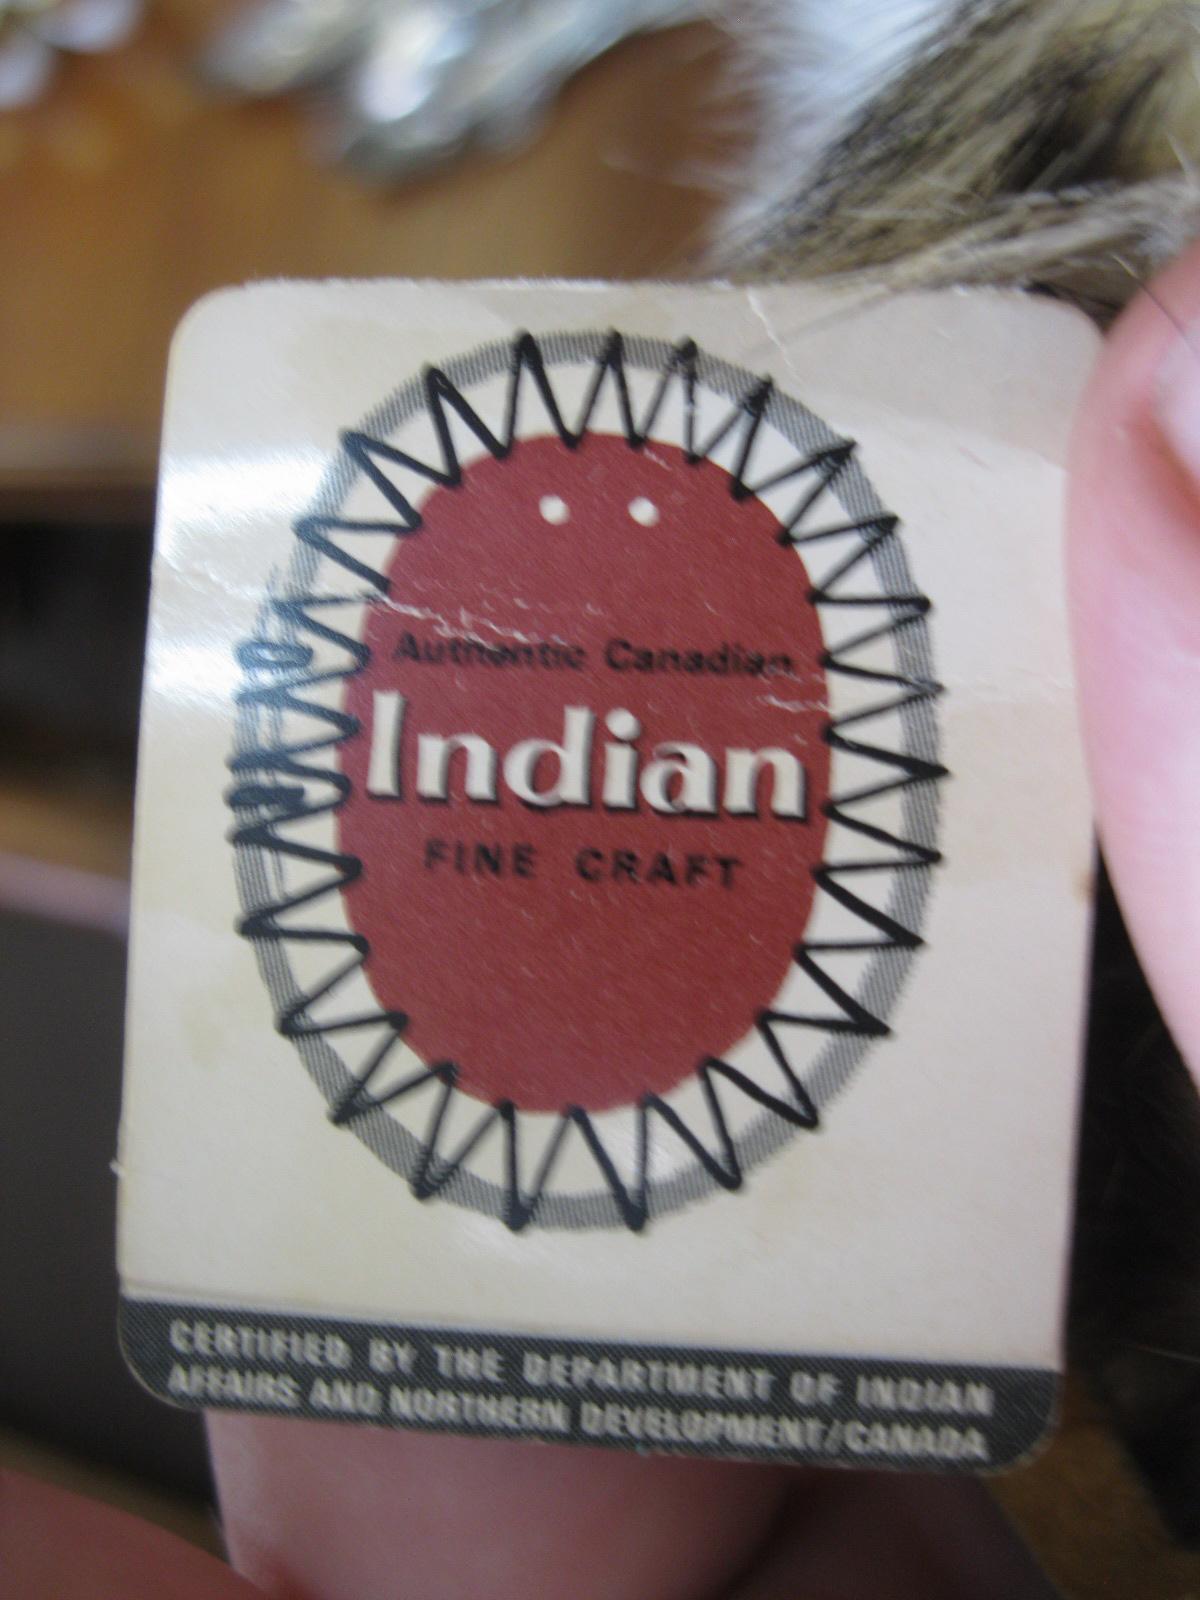 Authentic Canadian
Indian
FINE CRAFT
CERTIFIED BY THE DEPARTMENT OF INDIAN
AFFAIRS AND NORTHERN DEVELOPMENT/CANADA